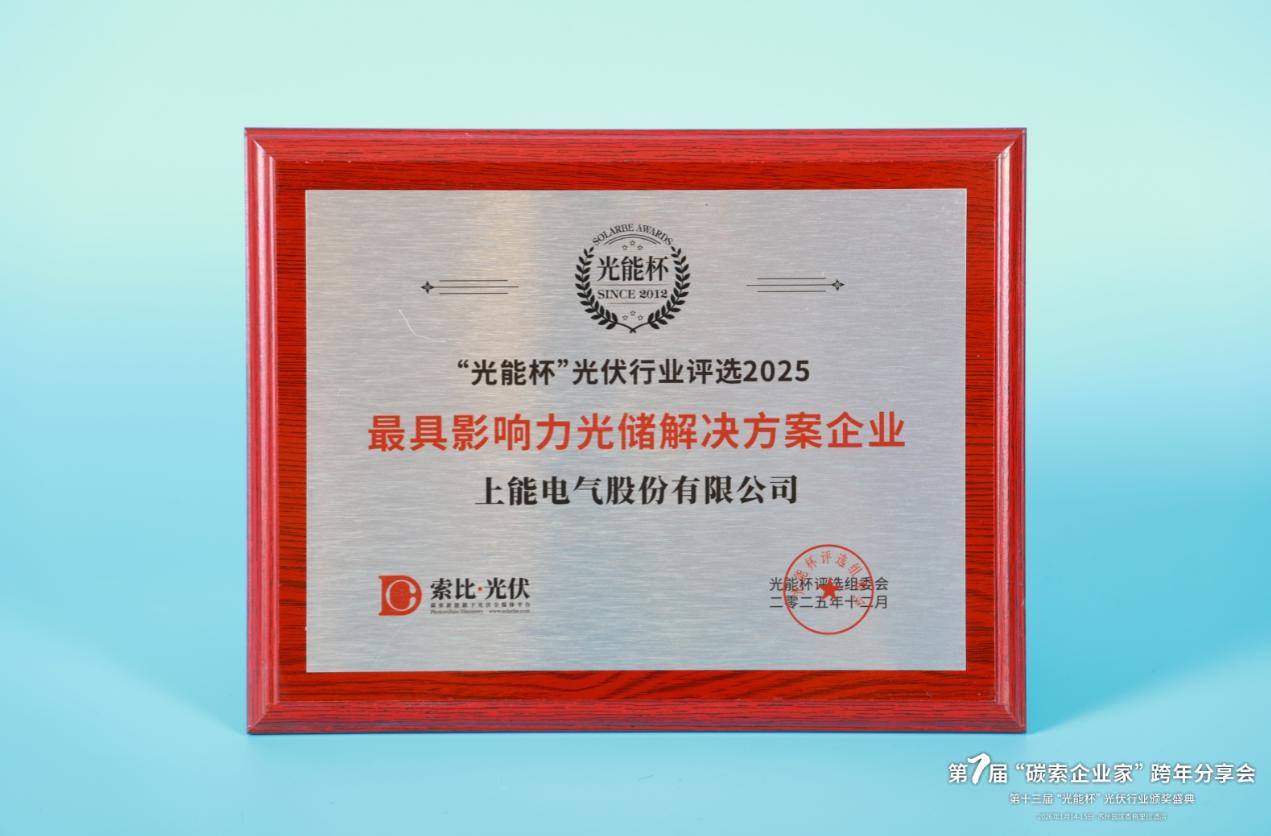 SOLARBE AWARDS
光能杯
SINCE 2012
“光能杯”光伏行业评选2025
最具影响力光储解决方案企业
上能电气股份有限公司
索比·光伏
光能杯评选组委会
二零二五年十二月
第7届“碳索企业家”跨年分享会
第十三届“光能杯”光伏行业颁奖盛典